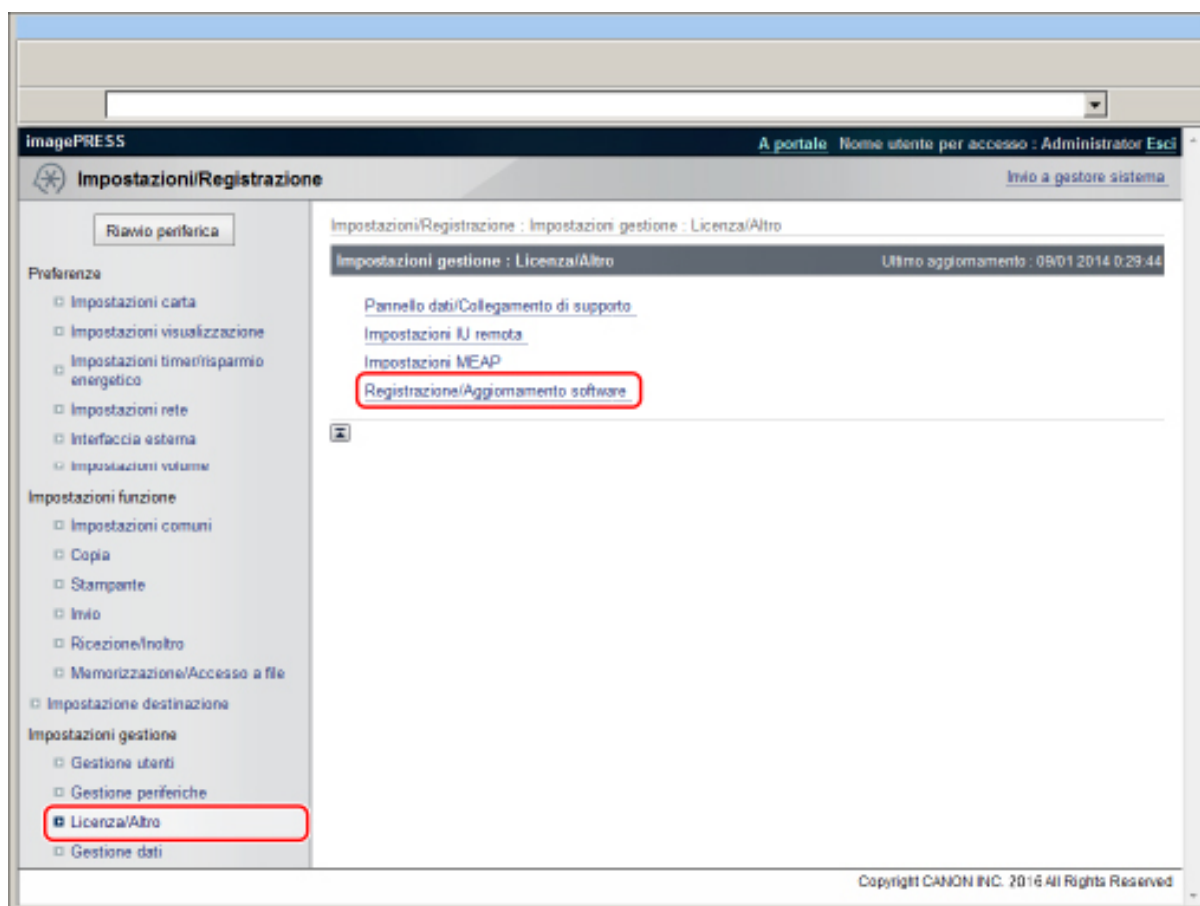 imagePRESS
A portale Nome utente per accesso : Administrator Esci
Impostazioni/Registrazione
Invio a gestore sistema
Riavvio periferica
Preferenze
Impostazioni carta
Impostazioni visualizzazione
Impostazioni timer/risparmio
energetico
Impostazioni rete
Interfaccia esterna
Impostazioni volume
Impostazioni funzione
Impostazioni comuni
Copia
Stampante
Invio
Ricezione/Inoltro
Memorizzazione/Accesso a file
Impostazione destinazione
Impostazioni gestione
Gestione utenti
Gestione periferiche
Licenza/Altro
Gestione dati
Impostazioni/Registrazione : Impostazioni gestione : Licenza/Altro
Impostazioni gestione : Licenza/Altro
Ultimo aggiornamento : 09/01 2014 0:29:44
Pannello dati/Collegamento di supporto
Impostazioni IU remota
Impostazioni MEAP
Registrazione/Aggiornamento software
Copyright CANON INC. 2016 All Rights Reserved